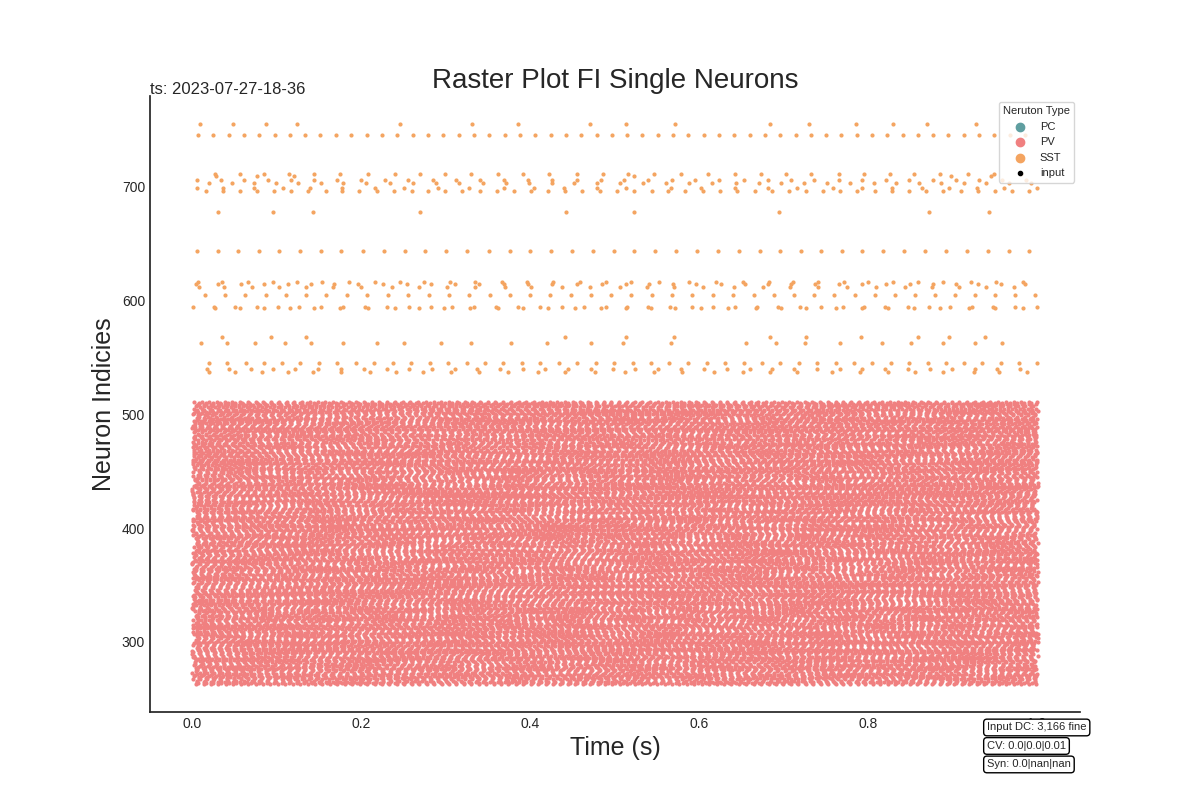 Raster Plot FI Single Neurons
ts: 2023-07-27-18-36
Neruton Type
PC
PV
SST
input
700
600
500
400
300
Neuron Indicies
0.0 0.2 0.4 0.6 0.8
Time (s)
Input DC: 3,166 fine
CV: 0.0|0.0|0.01
Syn: 0.0|nan|nan